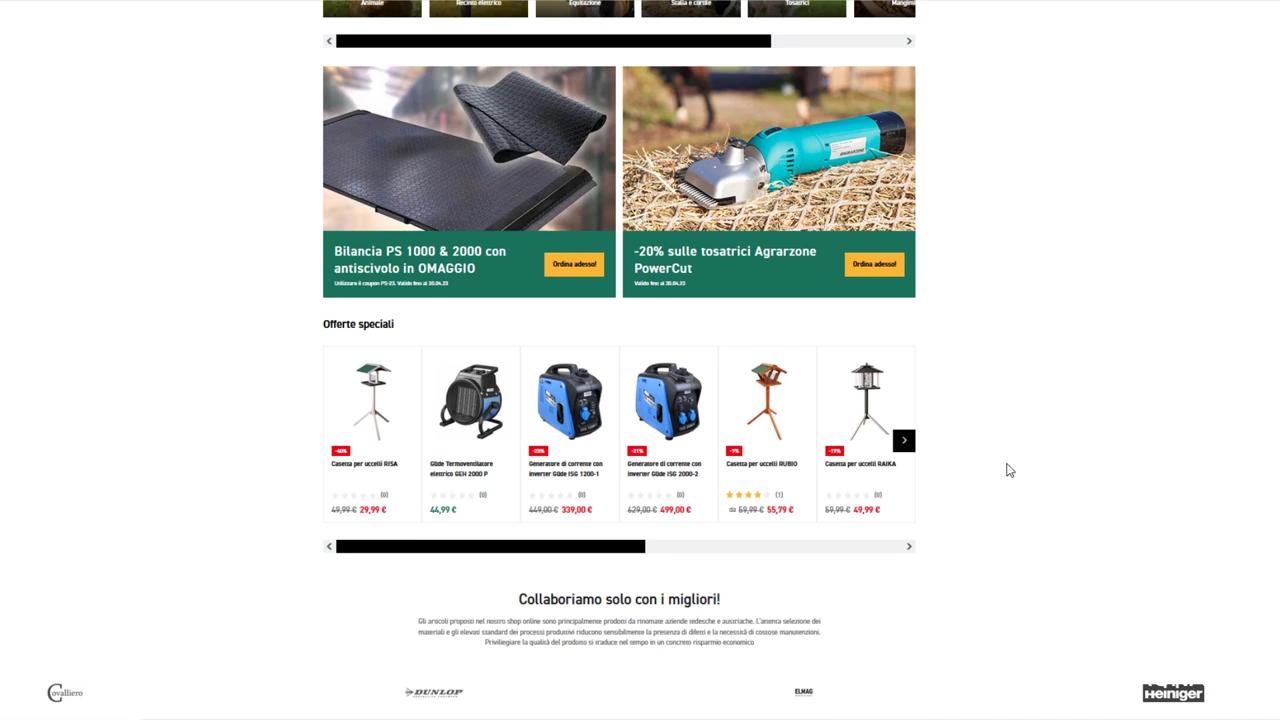 Animale
Recinto elettrico
Equitazione
Stalla e cortile
Tosatrici
Bilancia PS 1000 & 2000 con
antiscivolo in OMAGGIO
Utilizzare il coupon PS-23. Valido fino al 30.04.23
Ordina adesso!
-20% sulle tosatrici Agrarzone
PowerCut
Valido fino al 30.04.23
Ordina adesso!
Offerte speciali
-40%
Casetta per uccelli RISA
(0)
49,99 € 29,99 €
Güde Termoventilatore
elettrico GEH 2000 P
(0)
44,99 €
Generatore di corrente con
inverter Güde ISG 1200-1
(0)
449,00 € 339,00 €
-21%
Generatore di corrente con
inverter Güde ISG 2000-2
(0)
629,00 € 499,00 €
-7%
Casetta per uccelli RUBIO
(1)
da 59,99 € 55,79 €
Casetta per uccelli RAIKA
(0)
59,99 € 49,99 €
Collaboriamo solo con i migliori!
Gli articoli proposti nel nostro shop online sono principalmente prodotti da rinomate aziende tedesche e austriache. L'attenta selezione dei
materiali e gli elevati standard dei processi produttivi riducono sensibilmente la presenza di difetti e la necessità di costose manutenzioni.
Privilegiare la qualità del prodotto si traduce nel tempo in un concreto risparmio economico
Covalliero
DUNLOP
ELMAG
Heiniger